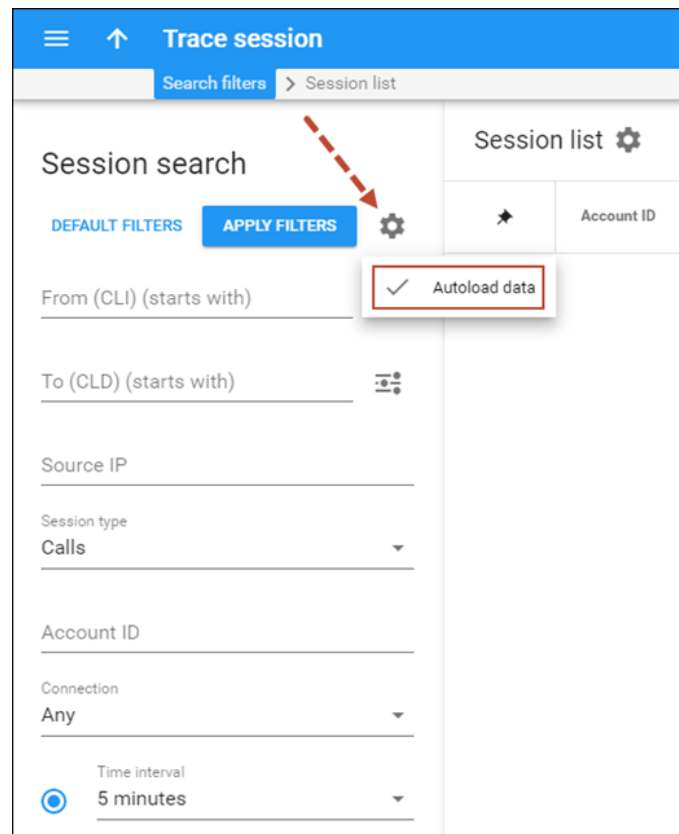 Trace session
Search filters > Session list
Session search
DEFAULT FILTERS
APPLY FILTERS
From (CLI) (starts with)
To (CLD) (starts with)
Source IP
Session type
Calls
Account ID
Connection
Any
Time interval
5 minutes
Session list
Account ID
Autoload data